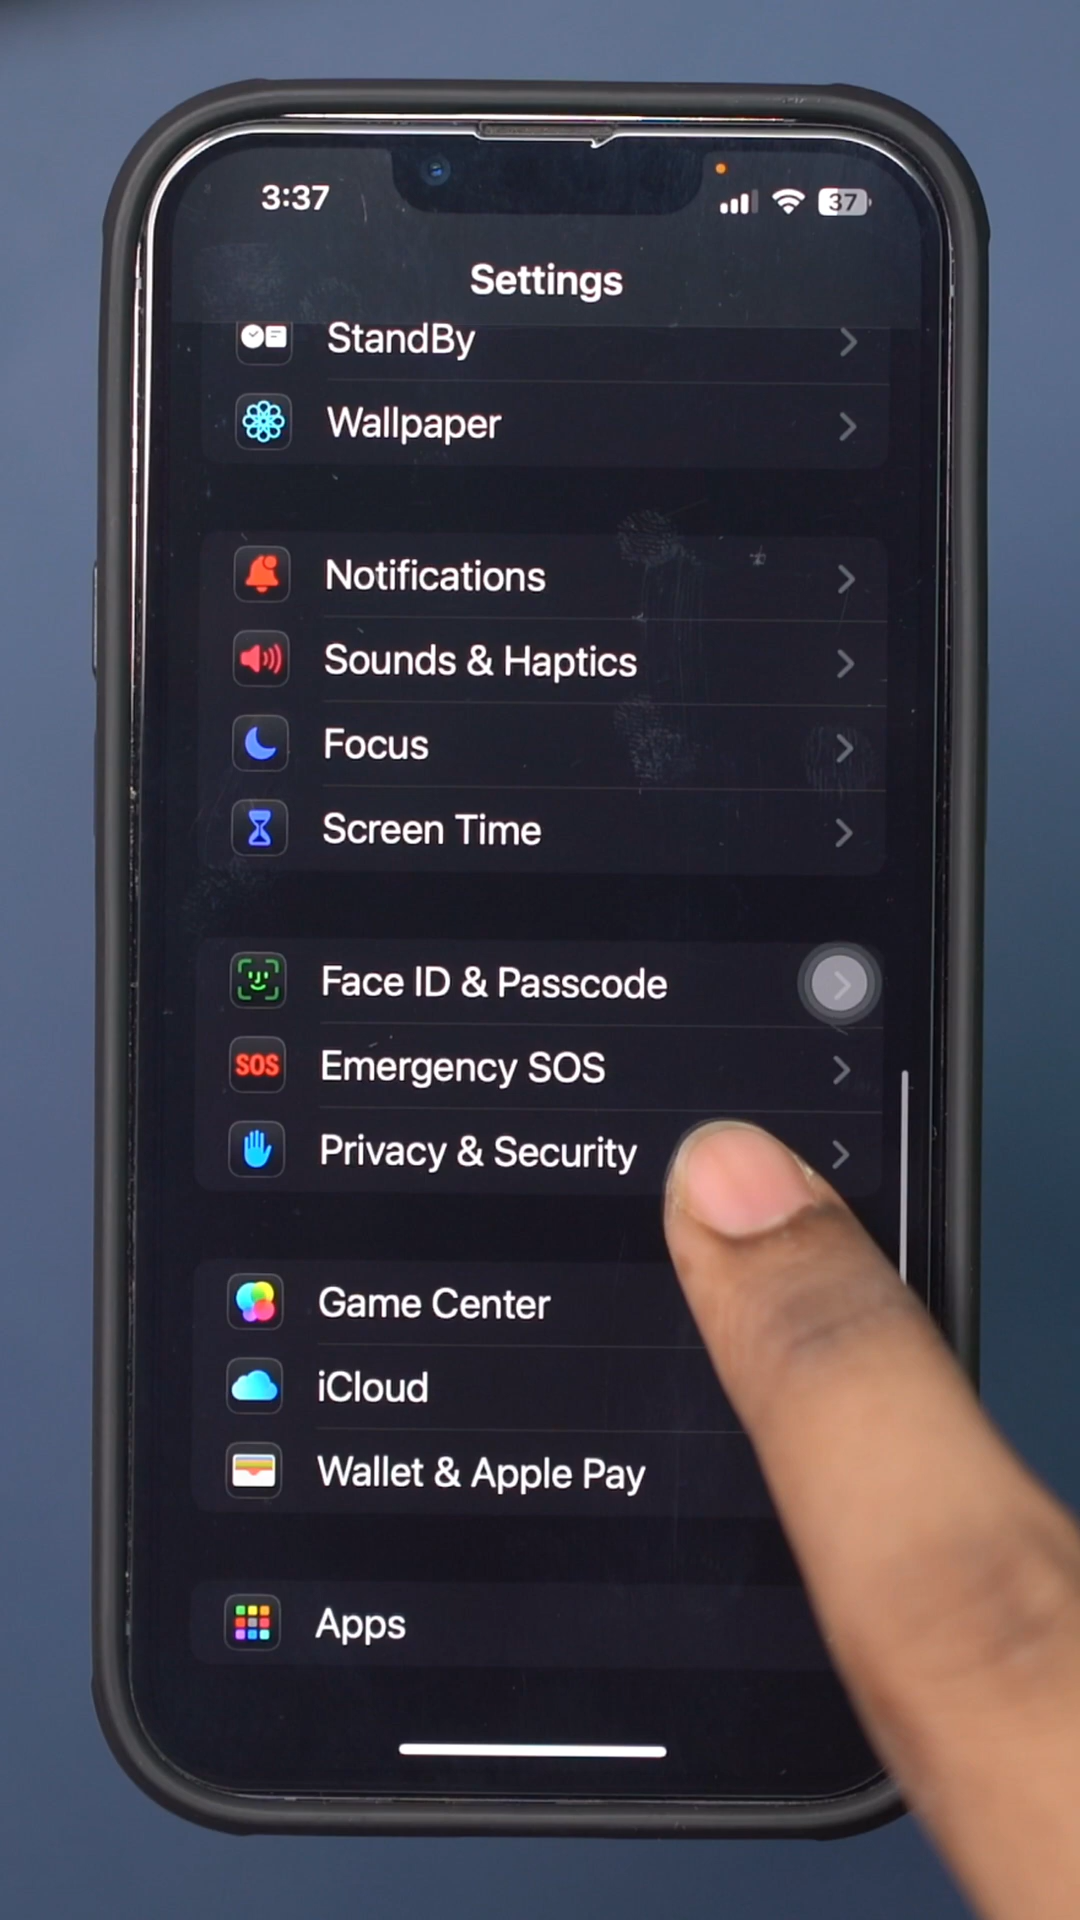 3:37
37
Settings
StandBy
Wallpaper
Notifications
Sounds & Haptics
Focus
Screen Time
Face ID & Passcode
SOS
Emergency SOS
Privacy & Security
Game Center
iCloud
Wallet & Apple Pay
Apps